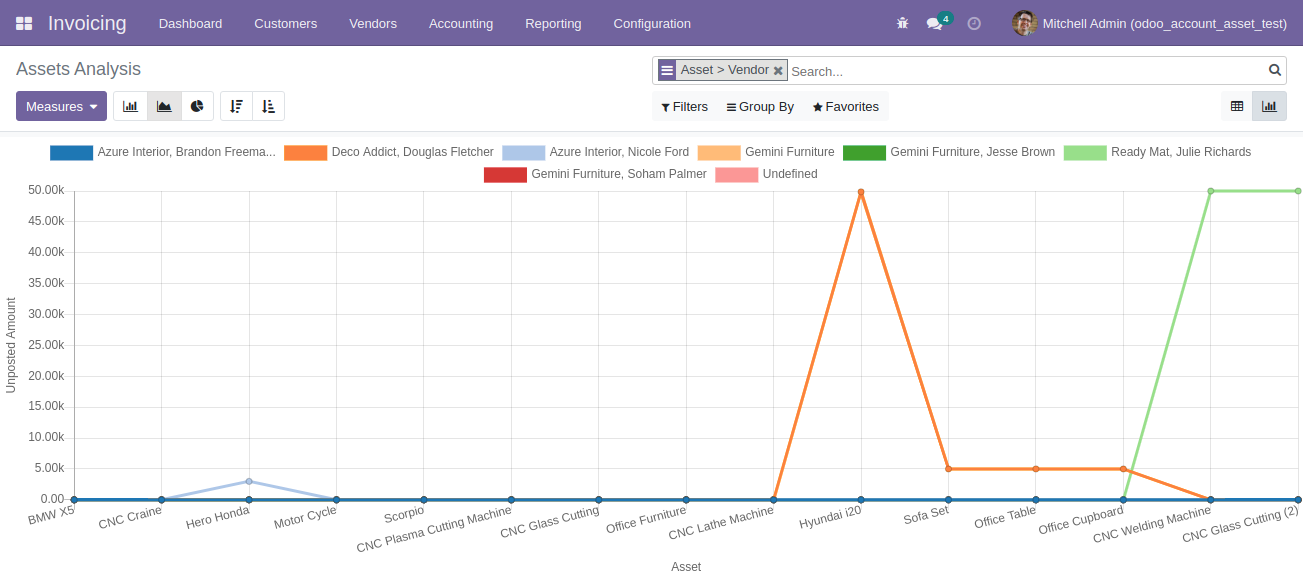 Invoicing Dashboard Customers Vendors Accounting Reporting Configuration 4 Mitchell Admin (odoo_account_asset_test)
Assets Analysis
Asset > Vendor Search...
Measures Filters Group By Favorites
Azure Interior, Brandon Freema... Deco Addict, Douglas Fletcher Azure Interior, Nicole Ford Gemini Furniture Gemini Furniture, Jesse Brown Ready Mat, Julie Richards
Gemini Furniture, Soham Palmer Undefined
50.00k
45.00k
40.00k
35.00k
30.00k
25.00k
20.00k
15.00k
10.00k
5.00k
0.00
Unposted Amount
BMW X5
CNC Craine
Hero Honda
Motor Cycle
Scorpio
CNC Plasma Cutting Machine
CNC Glass Cutting
Office Furniture
CNC Lathe Machine
Hyundai i20
Sofa Set
Office Table
Office Cupboard
CNC Welding Machine
CNC Glass Cutting (2)
Asset